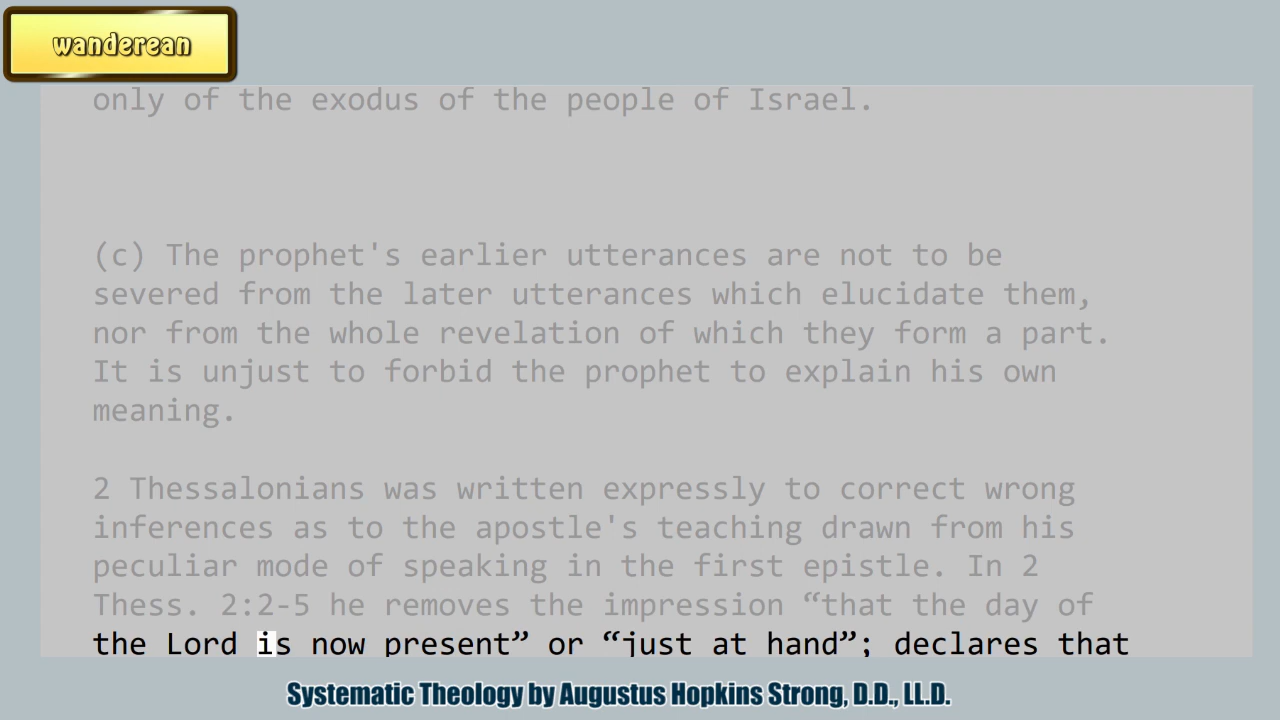 wanderean
only of the exodus of the people of Israel.
(c) The prophet's earlier utterances are not to be
severed from the later utterances which elucidate them,
nor from the whole revelation of which they form a part.
It is unjust to forbid the prophet to explain his own
meaning.
2 Thessalonians was written expressly to correct wrong
inferences as to the apostle's teaching drawn from his
peculiar mode of speaking in the first epistle. In 2
Thess. 2:2-5 he removes the impression “that the day of
the Lord is now present” or “just at hand”; declares that
Systematic Theology by Augustus Hopkins Strong, D.D., LL.D.